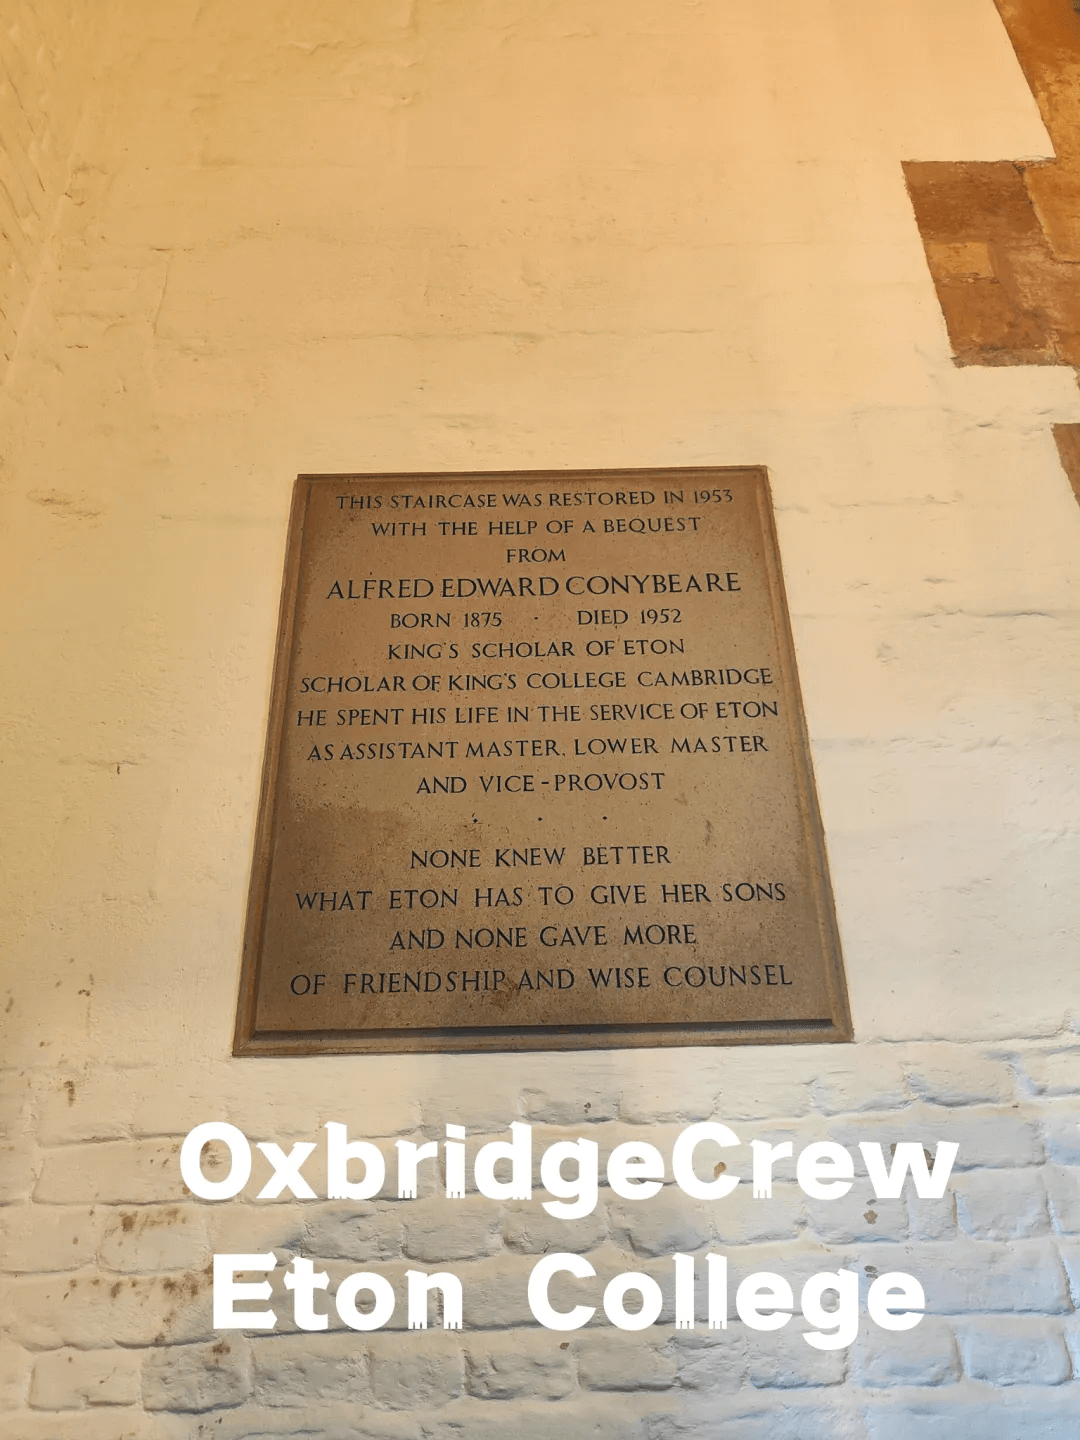 THIS STAIRCASE WAS RESTORED IN 1953
WITH THE HELP OF A BEQUEST
FROM
ALFRED EDWARD CONYBEARE
BORN 1875 · DIED 1952
KING'S SCHOLAR OF ETON
SCHOLAR OF KING'S COLLEGE CAMBRIDGE
HE SPENT HIS LIFE IN THE SERVICE OF ETON
AS ASSISTANT MASTER, LOWER MASTER
AND VICE-PROVOST
· · ·
NONE KNEW BETTER
WHAT ETON HAS TO GIVE HER SONS
AND NONE GAVE MORE
OF FRIENDSHIP AND WISE COUNSEL
OxbridgeCrew
Eton College